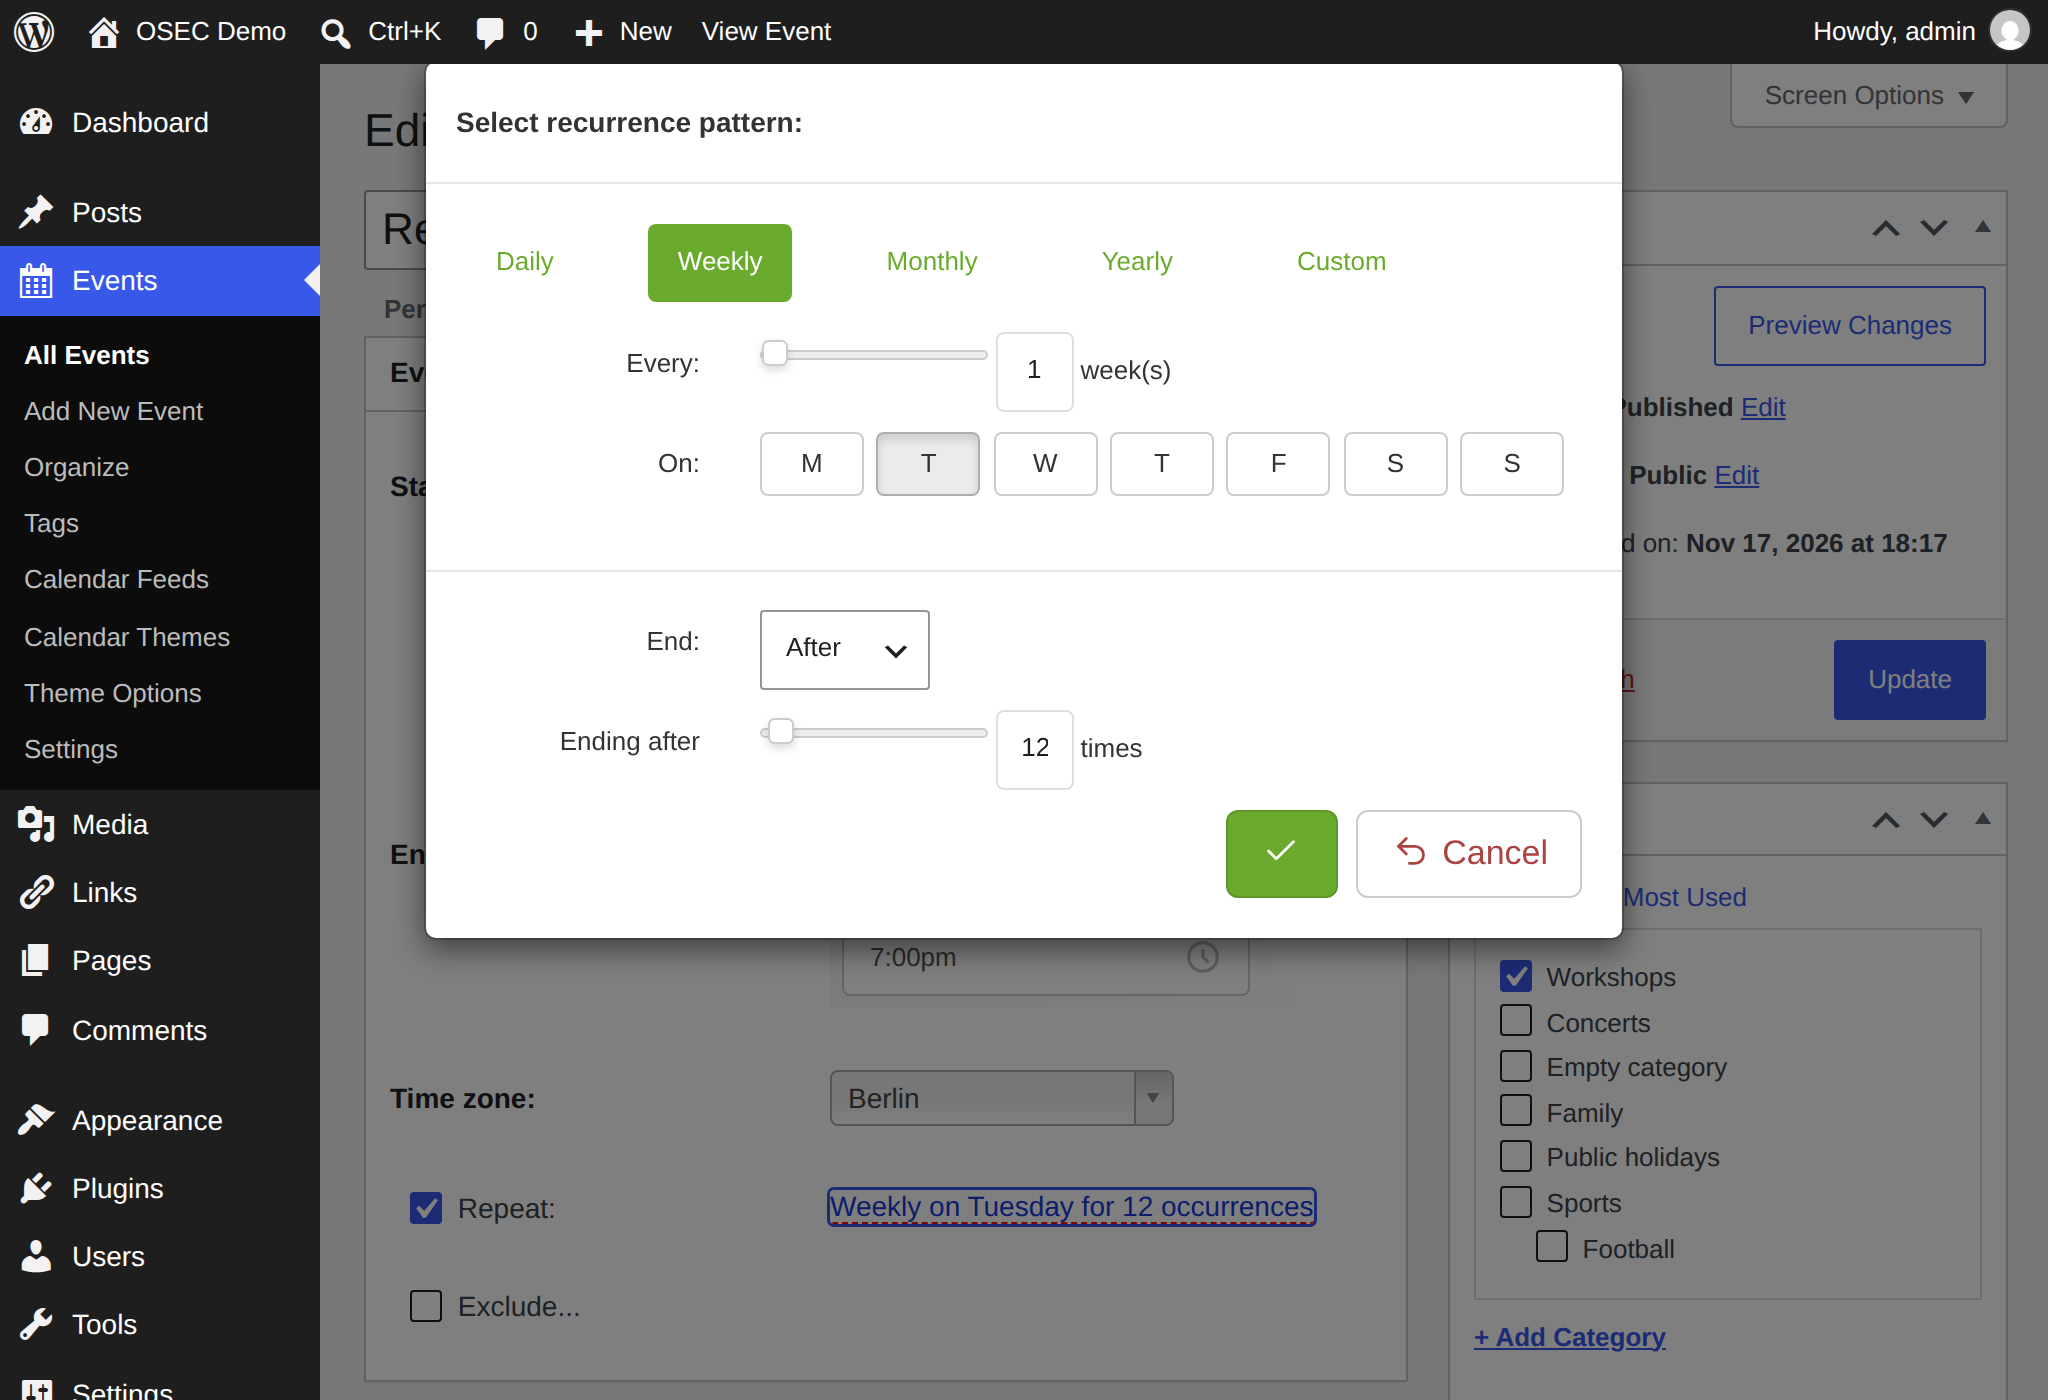 OSEC Demo Ctrl+K 0 New View Event Howdy, admin
Dashboard
Posts
Events
All Events
Add New Event
Organize
Tags
Calendar Feeds
Calendar Themes
Theme Options
Settings
Media
Links
Pages
Comments
Appearance
Plugins
Users
Tools
Settings
Screen Options
Select recurrence pattern:
Daily Weekly Monthly Yearly Custom
Every: 1 week(s)
On: M T W T F S S
End: After
Ending after 12 times
Cancel
7:00pm
Time zone: Berlin
Repeat: Weekly on Tuesday for 12 occurrences
Exclude...
Preview Changes
Published Edit
Public Edit
on: Nov 17, 2026 at 18:17
Update
Most Used
Workshops
Concerts
Empty category
Family
Public holidays
Sports
Football
+ Add Category